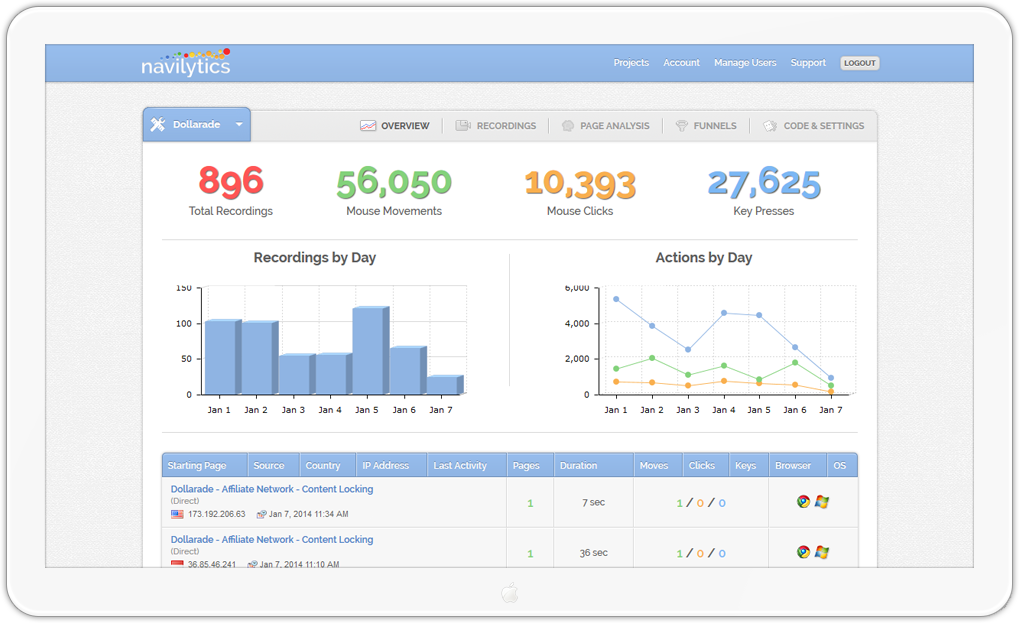 navilytics
Projects Account Manage Users Support LOGOUT
Dollarade OVERVIEW RECORDINGS PAGE ANALYSIS FUNNELS CODE & SETTINGS
896 56,050 10,393 27,625
Total Recordings Mouse Movements Mouse Clicks Key Presses
Recordings by Day
150
100
50
0
Jan 1 Jan 2 Jan 3 Jan 4 Jan 5 Jan 6 Jan 7
Actions by Day
6,000
4,000
2,000
0
Jan 1 Jan 2 Jan 3 Jan 4 Jan 5 Jan 6 Jan 7
Starting Page Source Country IP Address Last Activity Pages Duration Moves Clicks Keys Browser OS
Dollarade - Affiliate Network - Content Locking
(Direct)
173.192.206.63 Jan 7, 2014 11:34 AM
1 7 sec 1 / 0 / 0
Dollarade - Affiliate Network - Content Locking
(Direct)
36.85.46.241 Jan 7, 2014 11:10 AM
1 36 sec 1 / 0 / 0